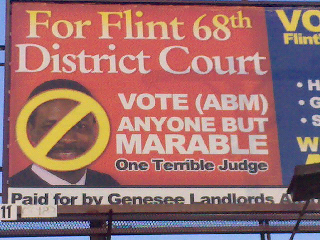 For Flint 68th
District Court
VOTE (ABM)
ANYONE BUT
MARABLE
One Terrible Judge
Paid for by Genesee Landlords
VO
Flint
11